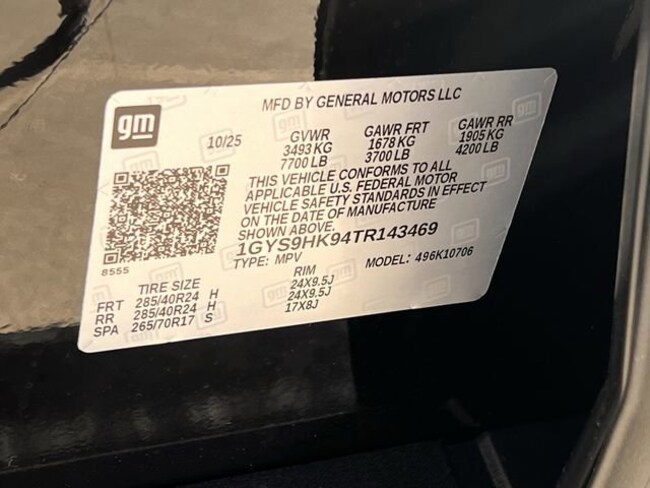 gm
MFD BY GENERAL MOTORS LLC
10/25 GVWR GAWR FRT GAWR RR
3493 KG 1678 KG 1905 KG
7700 LB 3700 LB 4200 LB
THIS VEHICLE CONFORMS TO ALL
APPLICABLE U.S. FEDERAL MOTOR
VEHICLE SAFETY STANDARDS IN EFFECT
ON THE DATE OF MANUFACTURE
SHOWN ABOVE.
1GYS9HK94TR143469
8555
TYPE: MPV MODEL: 496K10706
TIRE SIZE RIM
FRT 285/40R24 H 24X9.5J
RR 285/40R24 H 24X9.5J
SPA 265/70R17 S 17X8J